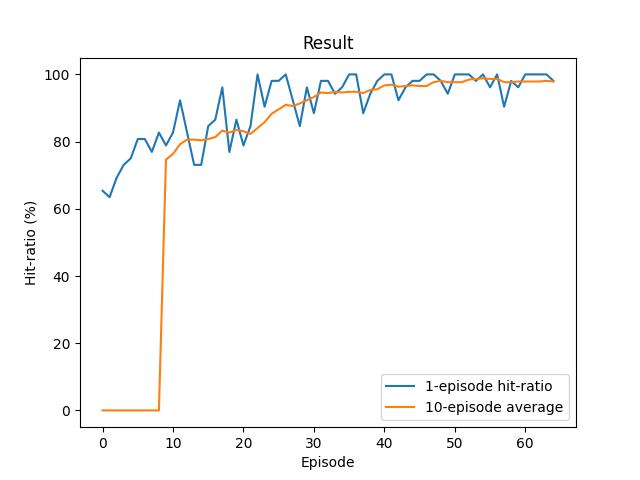 Result
Hit-ratio (%)
100
80
60
40
20
0
1-episode hit-ratio
10-episode average
0 10 20 30 40 50 60
Episode